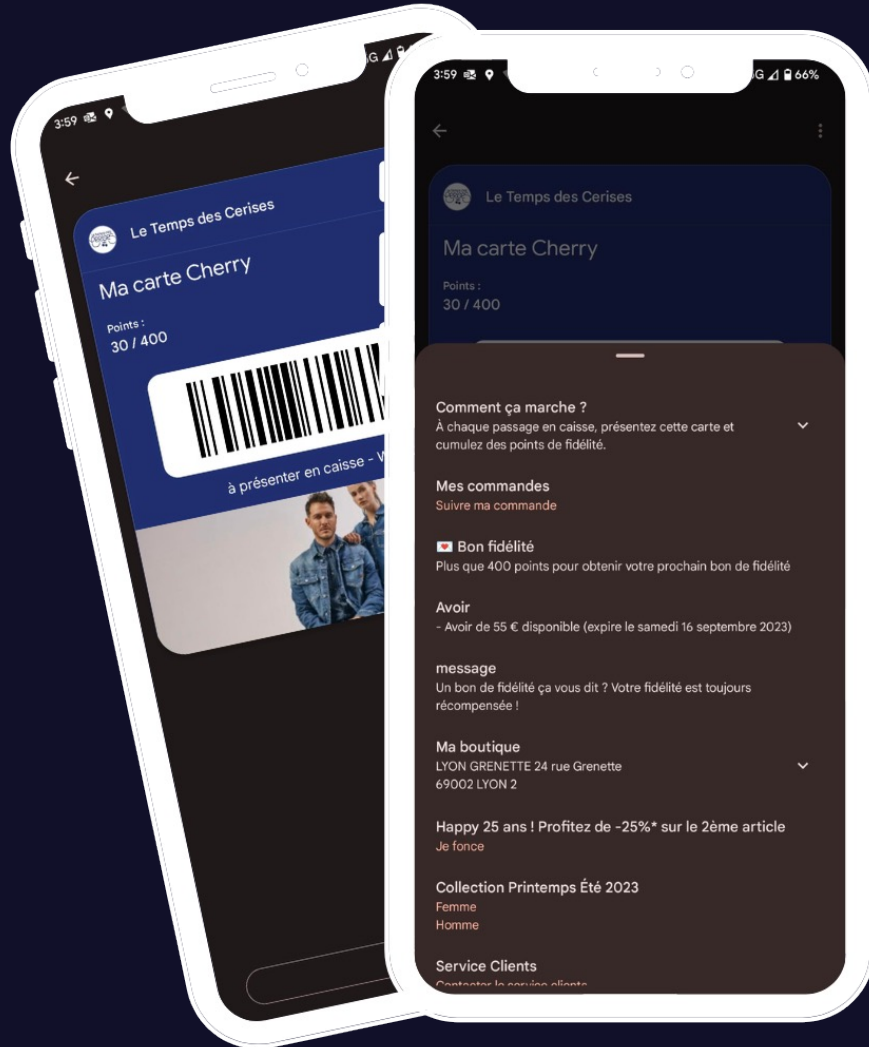 3:59
G
Le Temps des Cerises
Ma carte Cherry
Points :
30 / 400
à présenter en caisse -
3:59
G 66%
Le Temps des Cerises
Ma carte Cherry
Points :
30 / 400
Comment ça marche ?
À chaque passage en caisse, présentez cette carte et
cumulez des points de fidélité.
Mes commandes
Suivre ma commande
💌 Bon fidélité
Plus que 400 points pour obtenir votre prochain bon de fidélité
Avoir
- Avoir de 55 € disponible (expire le samedi 16 septembre 2023)
message
Un bon de fidélité ça vous dit ? Votre fidélité est toujours
récompensée !
Ma boutique
LYON GRENETTE 24 rue Grenette
69002 LYON 2
Happy 25 ans ! Profitez de -25%* sur le 2ème article
Je fonce
Collection Printemps Été 2023
Femme
Homme
Service Clients
Contacter le service clients